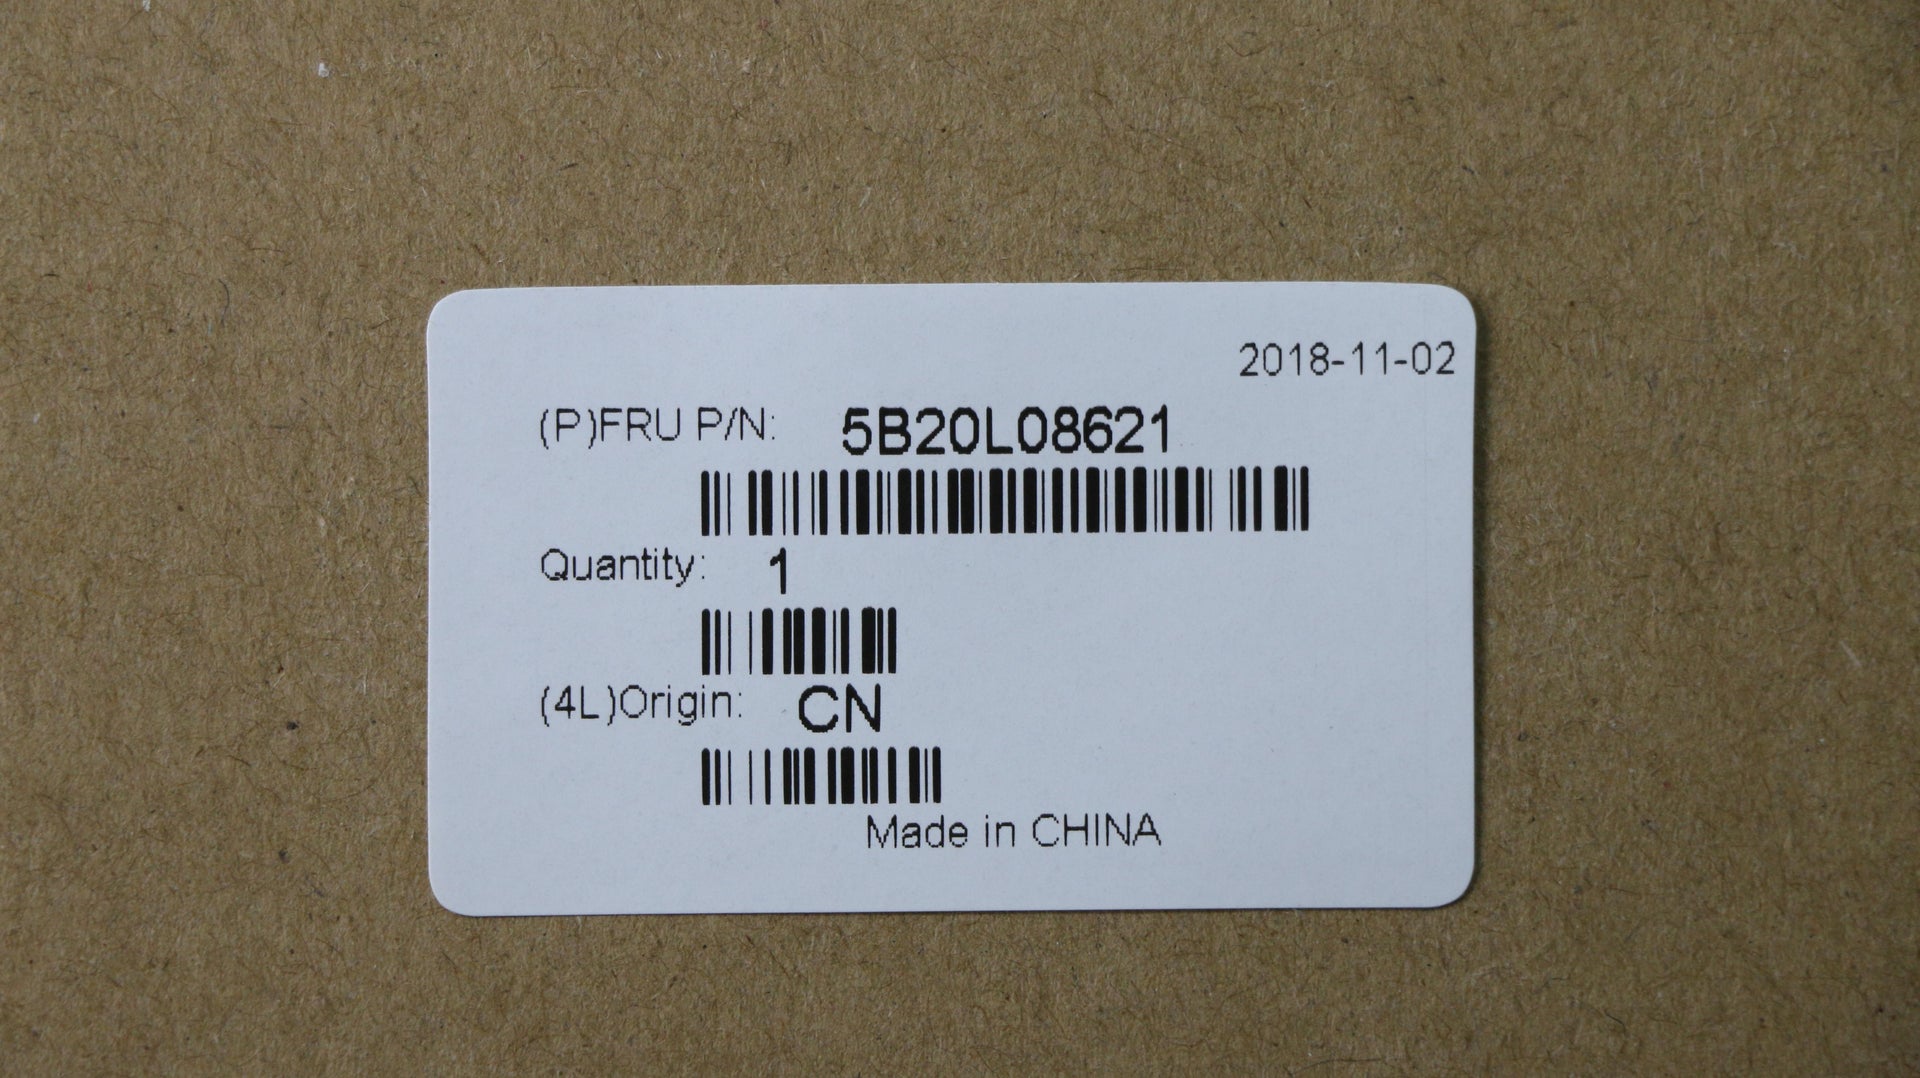 2018-11-02
(P)FRU P/N: 5B20L08621
Quantity: 1
(4L)Origin: CN
Made in CHINA